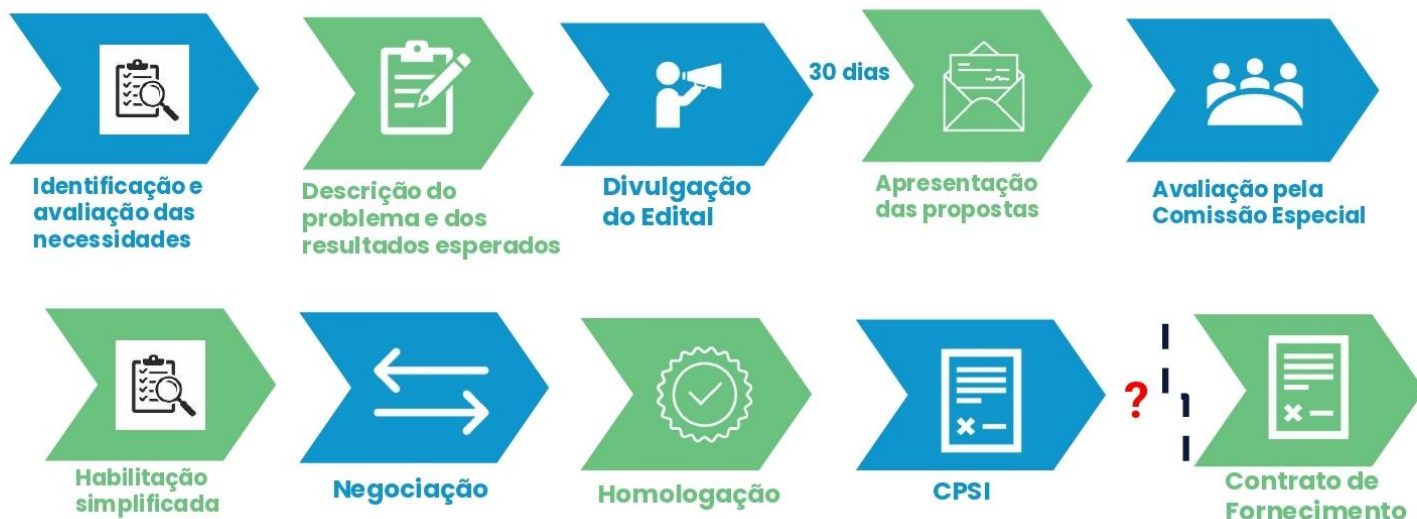 Identificação e
avaliação das
necessidades
Descrição do
problema e dos
resultados esperados
Divulgação
do Edital
30 dias
Apresentação
das propostas
Avaliação pela
Comissão Especial
Habilitação
simplificada
Negociação
Homologação
CPSI
?
Contrato de
Fornecimento